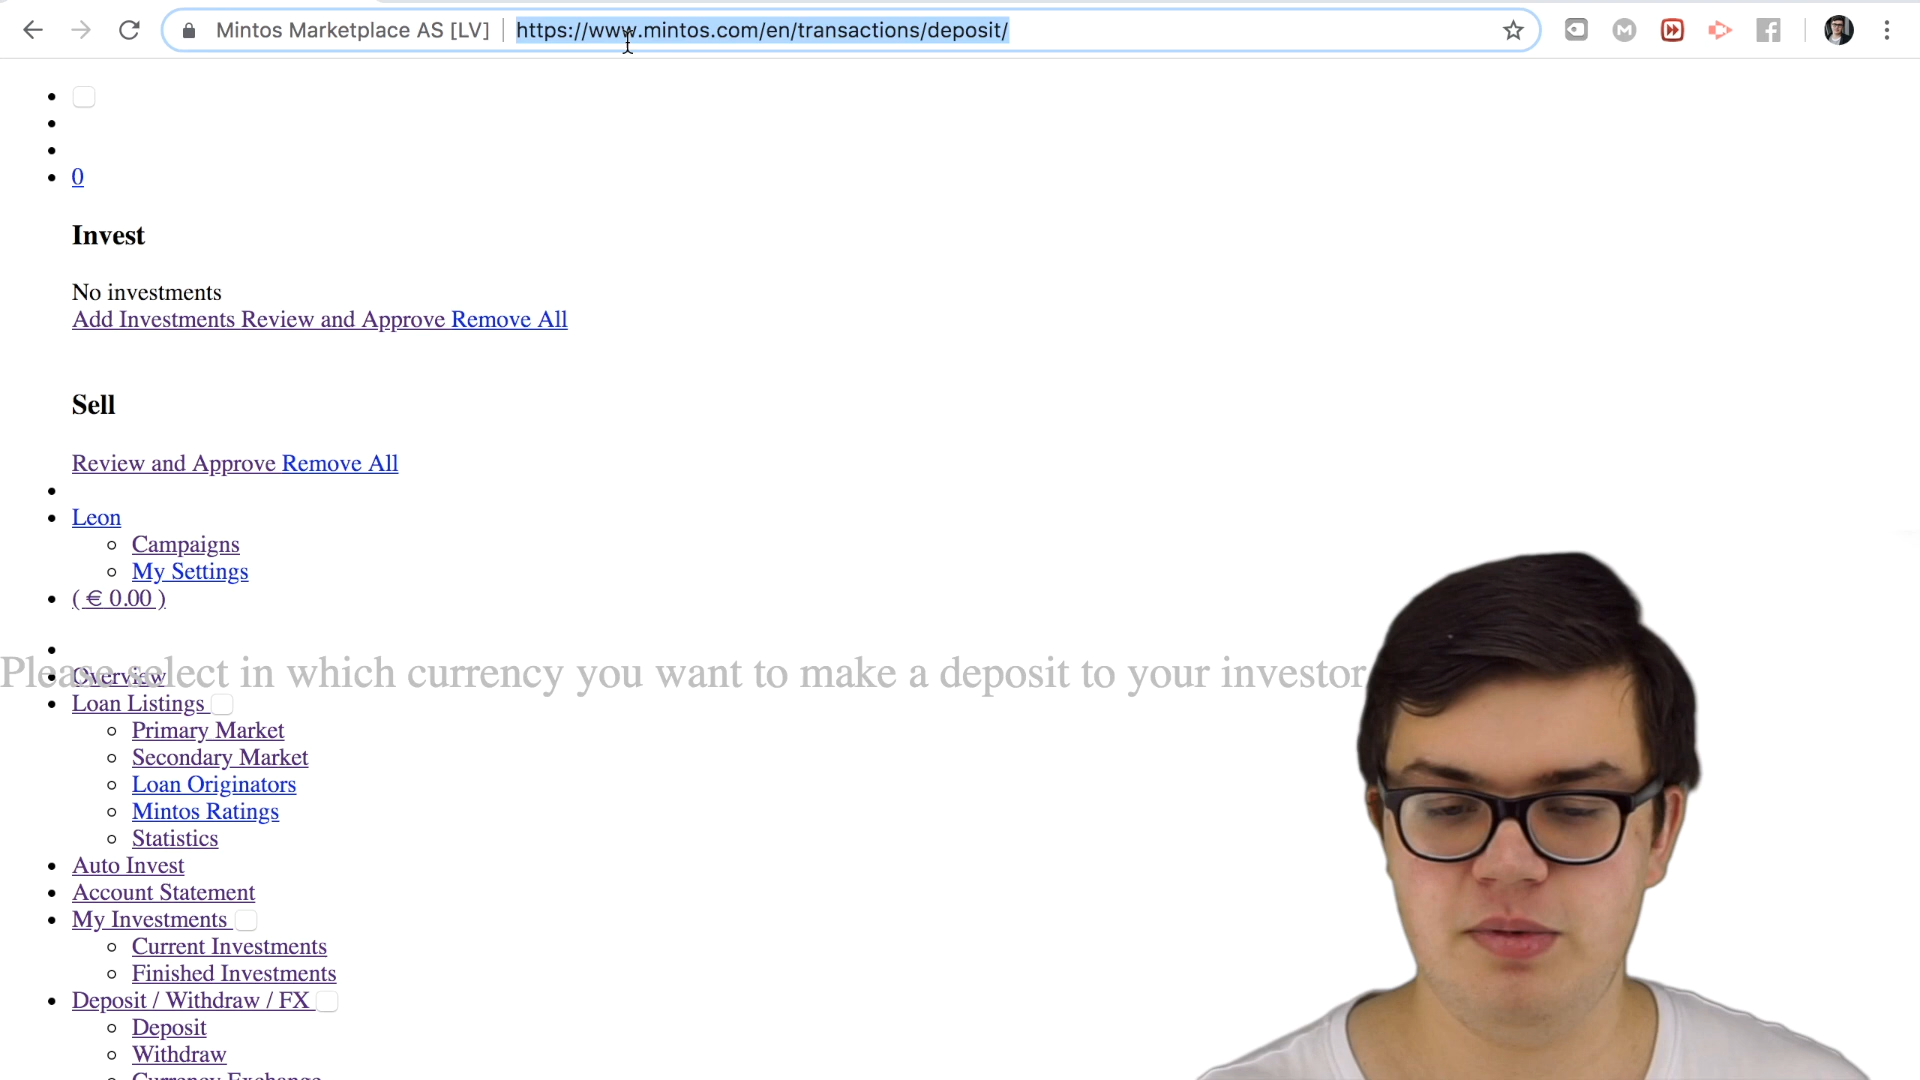 Mintos Marketplace AS [LV] | https://www.mintos.com/en/transactions/deposit/
0
Invest
No investments
Add Investments Review and Approve Remove All
Sell
Review and Approve Remove All
Leon
Campaigns
My Settings
( € 0.00 )
Please select in which currency you want to make a deposit to your investor
Overview
Loan Listings
Primary Market
Secondary Market
Loan Originators
Mintos Ratings
Statistics
Auto Invest
Account Statement
My Investments
Current Investments
Finished Investments
Deposit / Withdraw / FX
Deposit
Withdraw
Currency Exchange